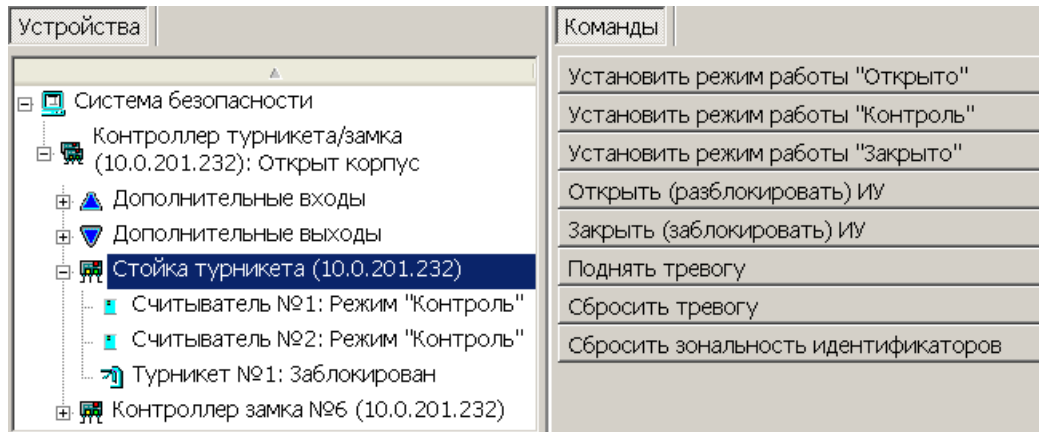 Устройства
Система безопасности
Контроллер турникета/замка
(10.0.201.232): Открыт корпус
Дополнительные входы
Дополнительные выходы
Стойка турникета (10.0.201.232)
Считыватель №1: Режим "Контроль"
Считыватель №2: Режим "Контроль"
Турникет №1: Заблокирован
Контроллер замка №6 (10.0.201.232)
Команды
Установить режим работы "Открыто"
Установить режим работы "Контроль"
Установить режим работы "Закрыто"
Открыть (разблокировать) ИУ
Закрыть (заблокировать) ИУ
Поднять тревогу
Сбросить тревогу
Сбросить зональность идентификаторов